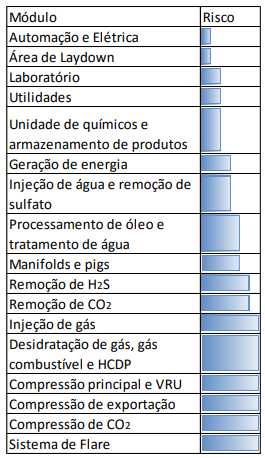 Módulo Risco
Automação e Elétrica
Área de Laydown
Laboratório
Utilidades
Unidade de químicos e
armazenamento de produtos
Geração de energia
Injeção de água e remoção de
sulfato
Processamento de óleo e
tratamento de água
Manifolds e pigs
Remoção de H2S
Remoção de CO2
Injeção de gás
Desidratação de gás, gás
combustível e HCDP
Compressão principal e VRU
Compressão de exportação
Compressão de CO2
Sistema de Flare